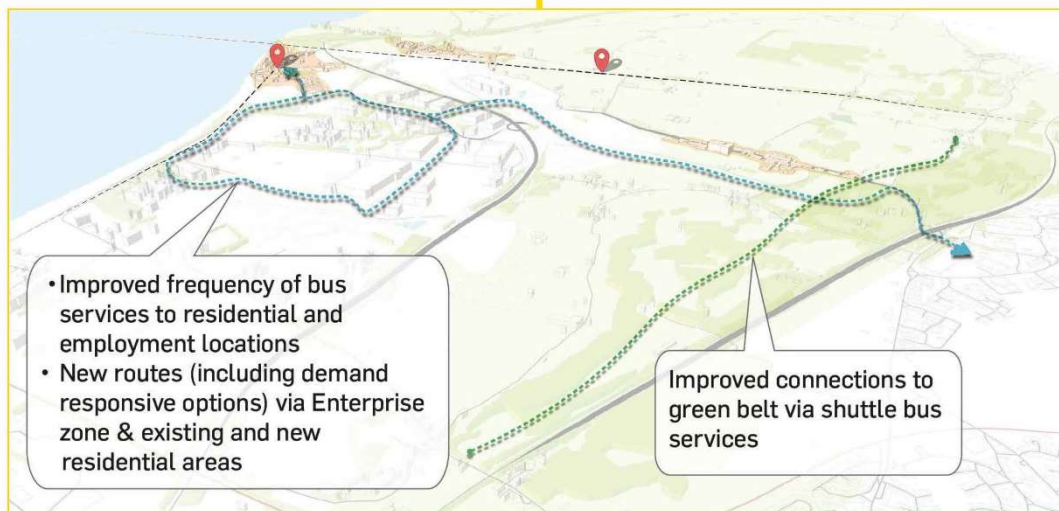 • Improved frequency of bus
services to residential and
employment locations
• New routes (including demand
responsive options) via Enterprise
zone & existing and new
residential areas
Improved connections to
green belt via shuttle bus
services